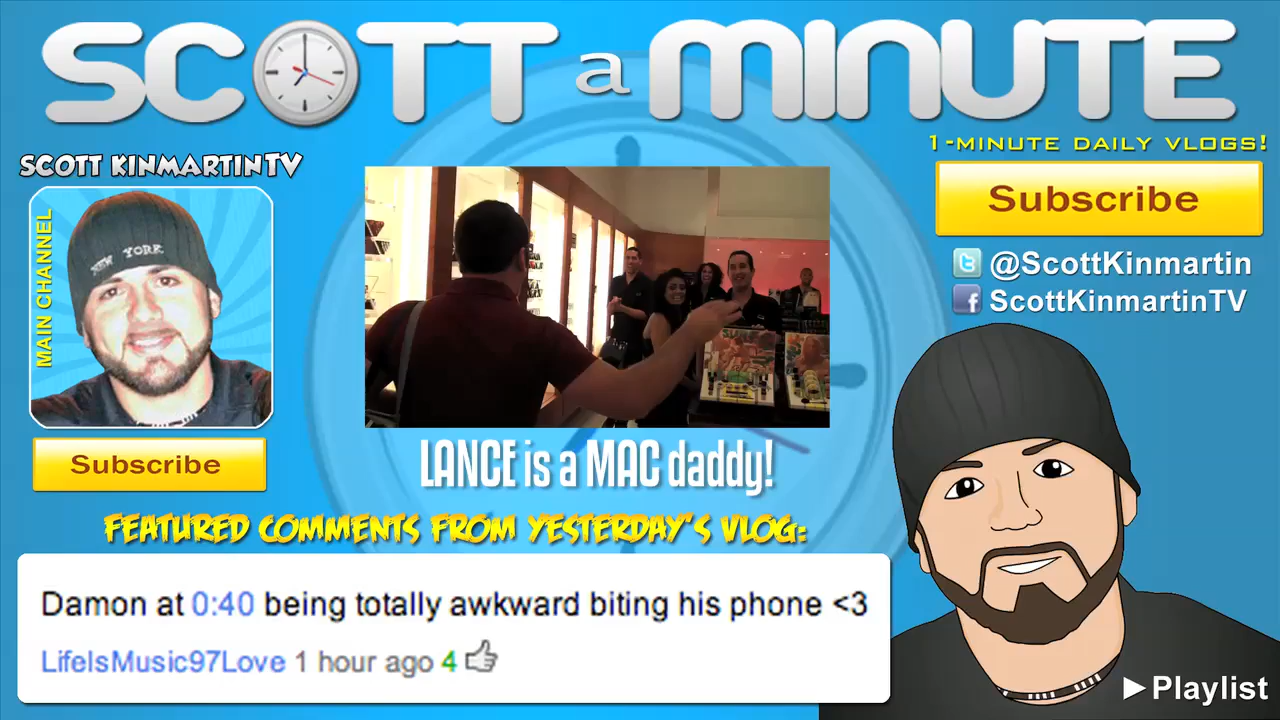 SCOTT a MINUTE
1-MINUTE DAILY VLOGS!
SCOTT KINMARTINTV
MAIN CHANNEL
Subscribe
Subscribe
@ScottKinmartin
ScottKinmartinTV
NEW YORK
LANCE is a MAC daddy!
FEATURED COMMENTS FROM YESTERDAY'S VLOG:
Damon at 0:40 being totally awkward biting his phone <3
LifeIsMusic97Love 1 hour ago 4
►Playlist